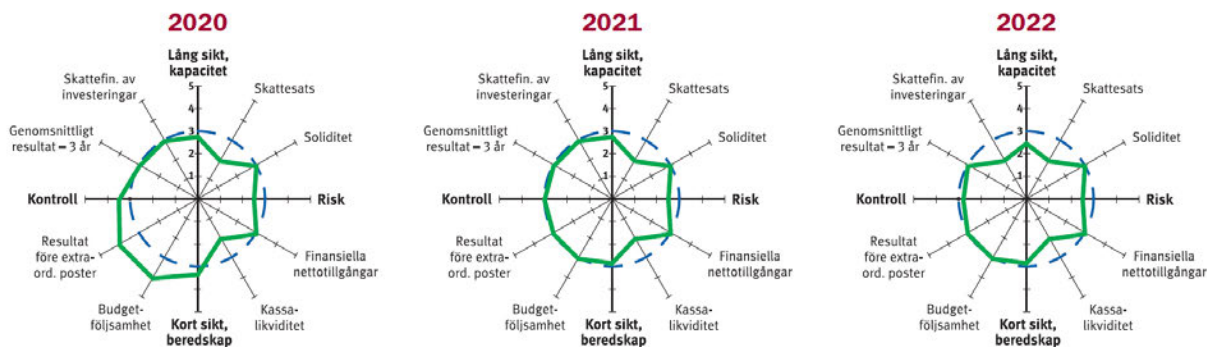 2020
Lång sikt,
kapacitet
Skattefin. av
investeringar
Skattesats
Genomsnittligt
resultat – 3 år
Soliditet
5
4
3
2
1
Kontroll
Risk
Resultat
före extra-
ord. poster
Finansiella
nettotillgångar
Budget-
följsamhet
Kassa-
likviditet
Kort sikt,
beredskap
2021
Lång sikt,
kapacitet
Skattefin. av
investeringar
Skattesats
Genomsnittligt
resultat – 3 år
Soliditet
5
4
3
2
1
Kontroll
Risk
Resultat
före extra-
ord. poster
Finansiella
nettotillgångar
Budget-
följsamhet
Kassa-
likviditet
Kort sikt,
beredskap
2022
Lång sikt,
kapacitet
Skattefin. av
investeringar
Skattesats
Genomsnittligt
resultat – 3 år
Soliditet
5
4
3
2
1
Kontroll
Risk
Resultat
före extra-
ord. poster
Finansiella
nettotillgångar
Budget-
följsamhet
Kassa-
likviditet
Kort sikt,
beredskap